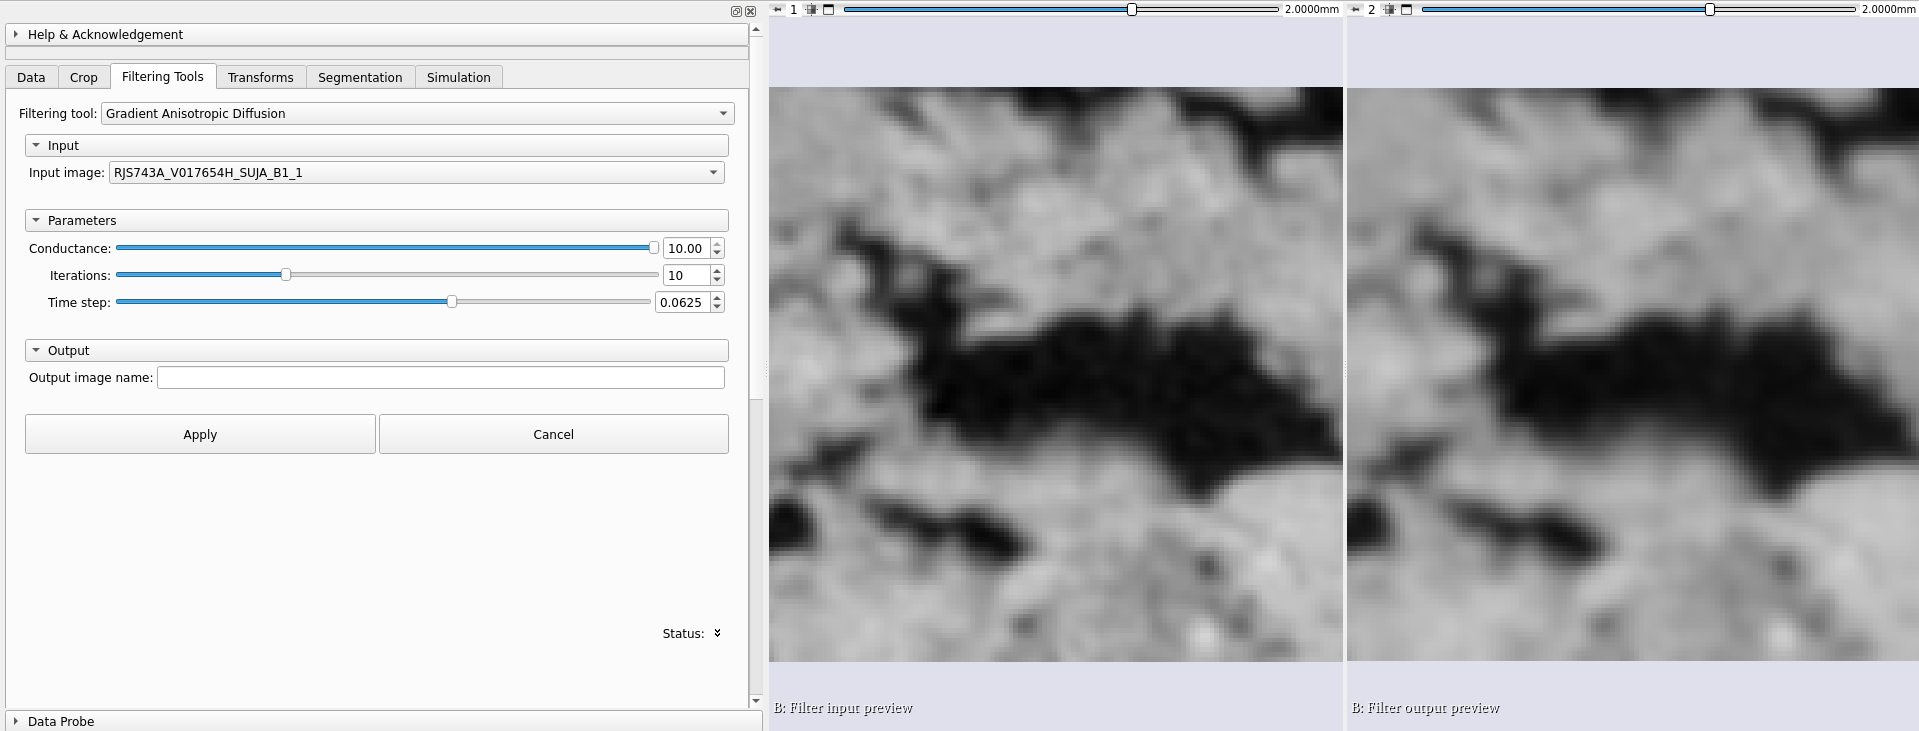 Help & Acknowledgement
Data Crop Filtering Tools Transforms Segmentation Simulation
Filtering tool: Gradient Anisotropic Diffusion
Input
Input image: RJS743A_V017654H_SUJA_B1_1
Parameters
Conductance: 10.00
Iterations: 10
Time step: 0.0625
Output
Output image name:
Apply Cancel
Status:
Data Probe
1 2.0000mm
B: Filter input preview
2 2.0000mm
B: Filter output preview